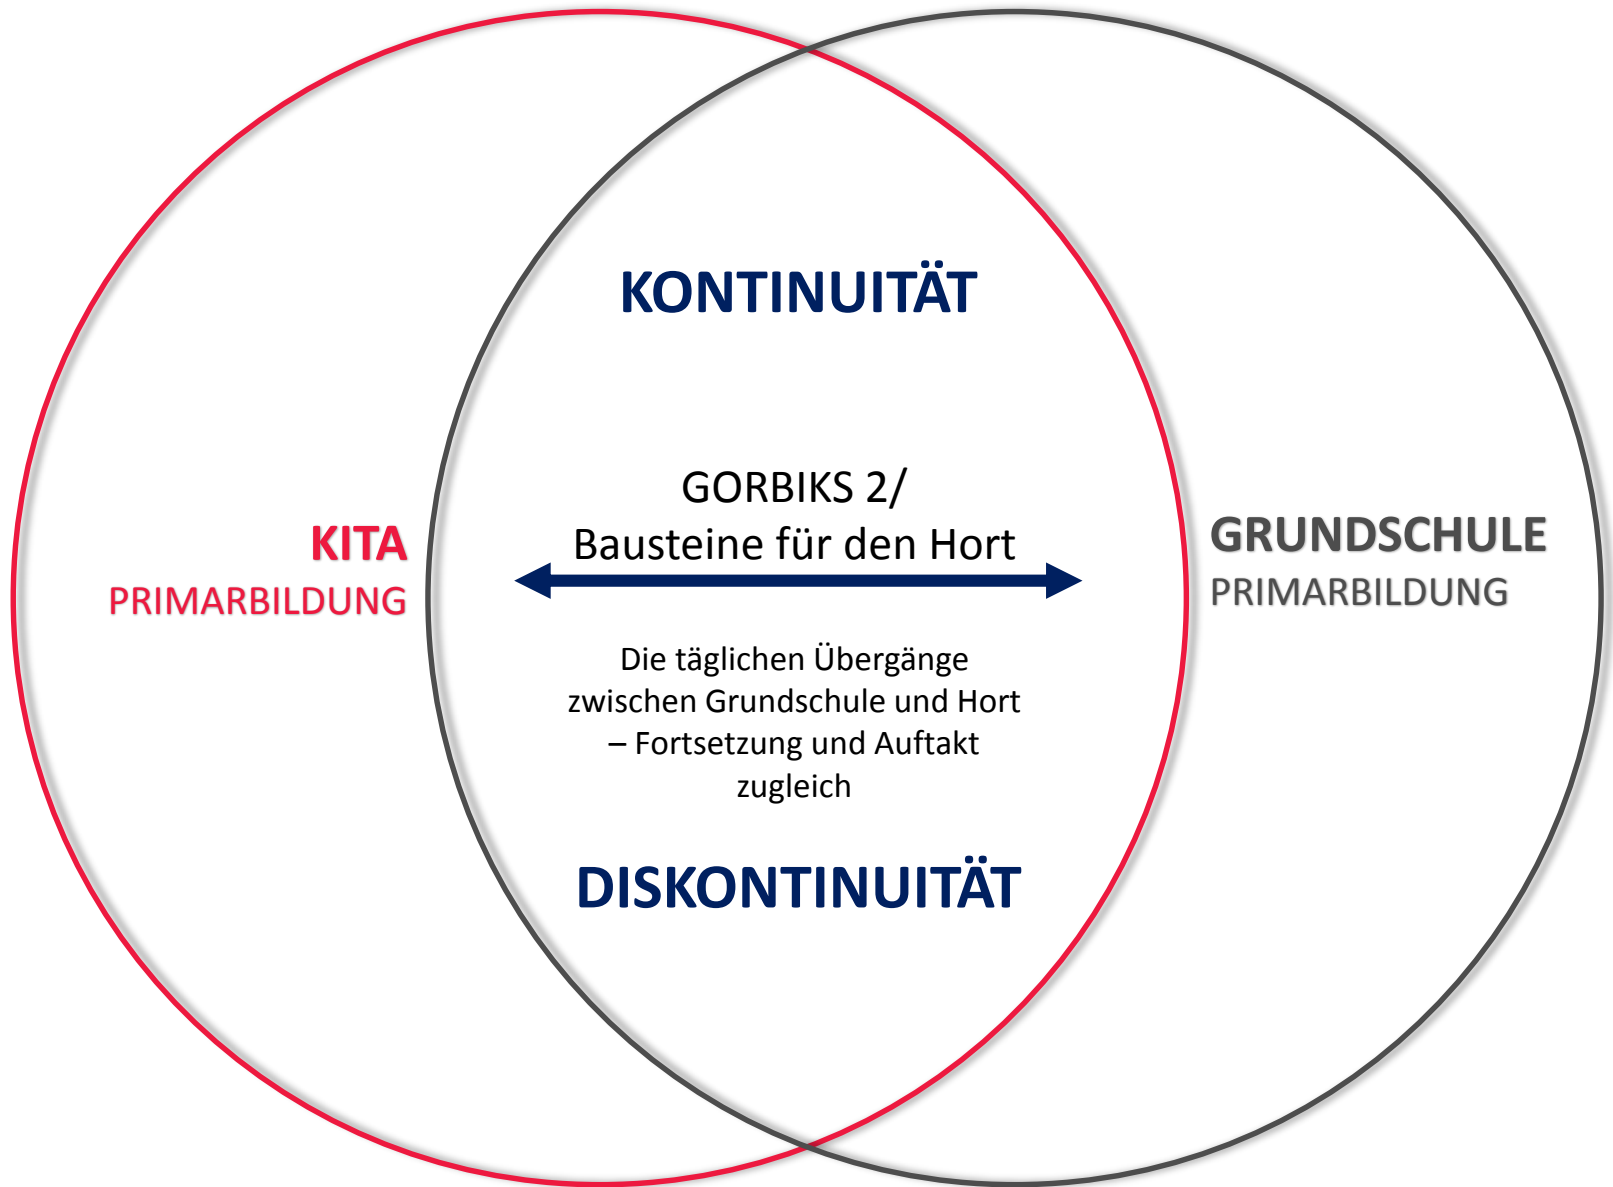 KONTINUITÄT
KITA
PRIMARBILDUNG
GORBIKS 2/
Bausteine für den Hort
Die täglichen Übergänge
zwischen Grundschule und Hort
– Fortsetzung und Auftakt
zugleich
DISKONTINUITÄT
GRUNDSCHULE
PRIMARBILDUNG